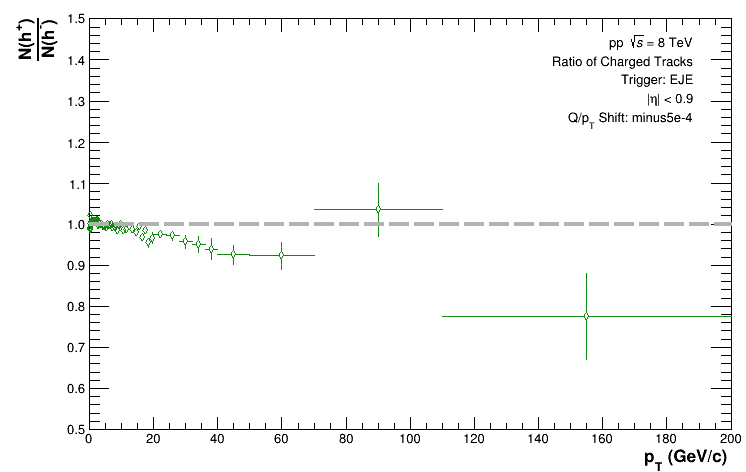 N(h⁺)
N(h⁻)
1.5
1.4
1.3
1.2
1.1
1.0
0.9
0.8
0.7
0.6
0.5
pp √s = 8 TeV
Ratio of Charged Tracks
Trigger: EJE
|η| < 0.9
Q/p_T Shift: minus5e-4
0 20 40 60 80 100 120 140 160 180 200
p_T (GeV/c)